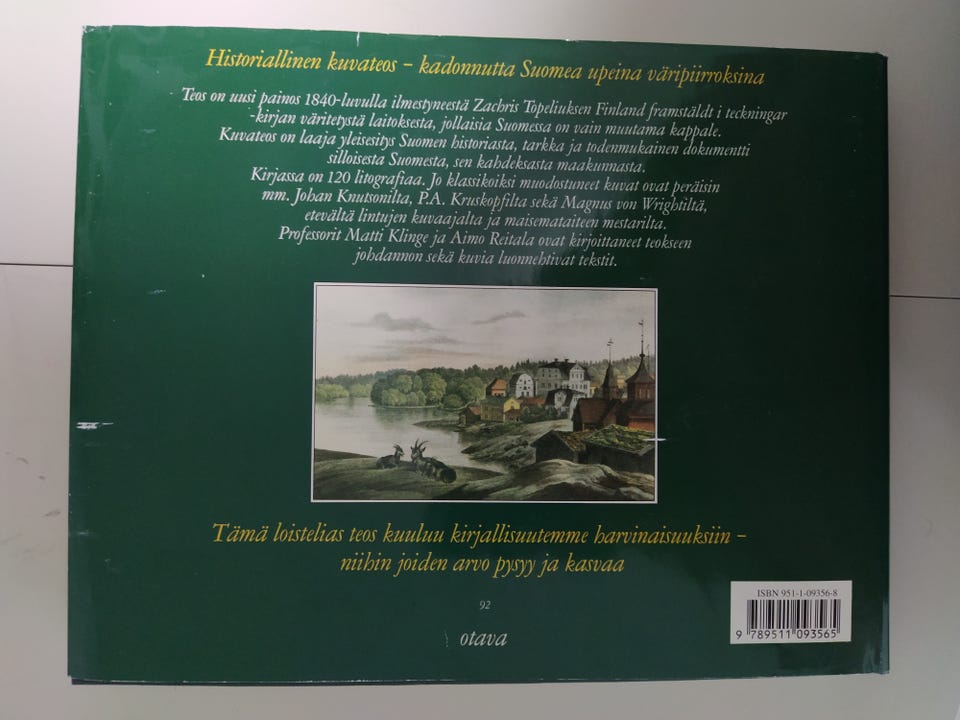 Historiallinen kuvateos – kadonnutta Suomea upeina väripiirroksina
Teos on uusi painos 1840-luvulla ilmestyneestä Zachris Topeliuksen Finland framstäldt i teckningar
-kirjan väritetystä laitoksesta, jollaisia Suomessa on vain muutama kappale.
Kuvateos on laaja yleisesitys Suomen historiasta, tarkka ja todenmukainen dokumentti
silloisesta Suomesta, sen kahdeksasta maakunnasta.
Kirjassa on 120 litografiaa. Jo klassikoiksi muodostuneet kuvat ovat peräisin
mm. Johan Knutsonilta, P.A. Kruskopfilta sekä Magnus von Wrightiltä,
etevältä lintujen kuvaajalta ja maisemataiteen mestarilta.
Professorit Matti Klinge ja Aimo Reitala ovat kirjoittaneet teokseen
johdannon sekä kuvia luonnehtivat tekstit.
Tämä loistelias teos kuuluu kirjallisuutemme harvinaisuuksiin –
niihin joiden arvo pysyy ja kasvaa
92
otava
ISBN 951-1-09356-8
9 789511 093565